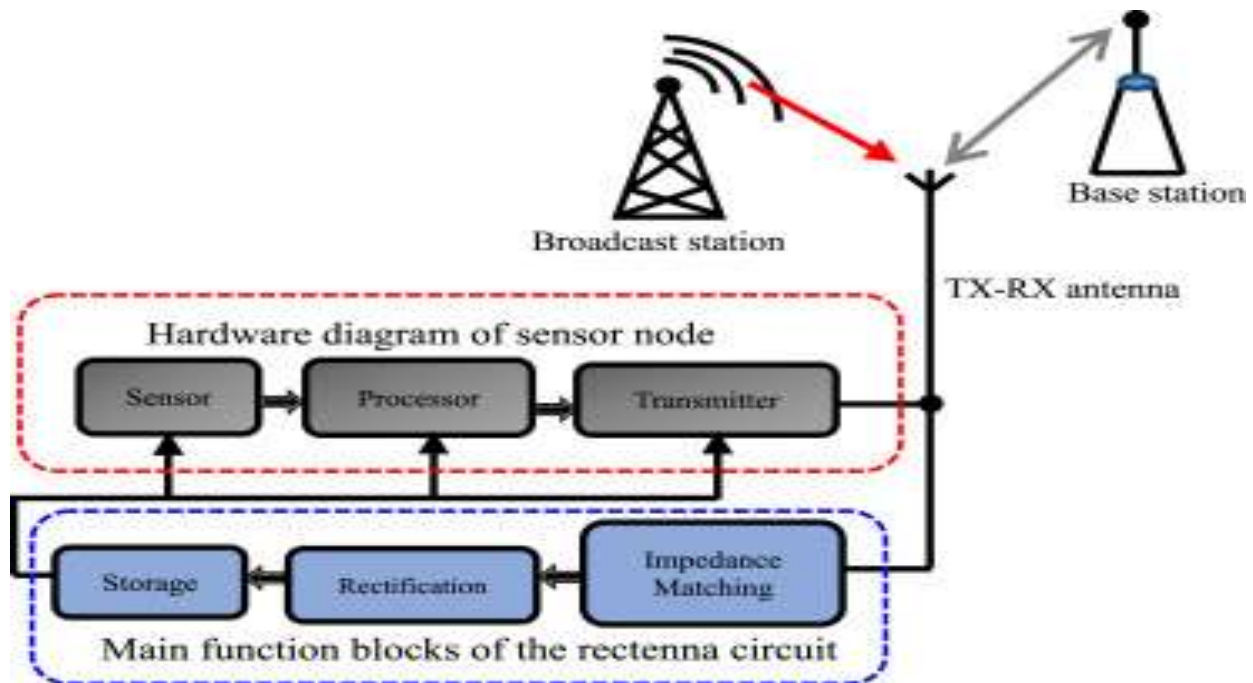 Broadcast station
Base station
TX-RX antenna
Hardware diagram of sensor node
Sensor
Processor
Transmitter
Storage
Rectification
Impedance
Matching
Main function blocks of the rectenna circuit